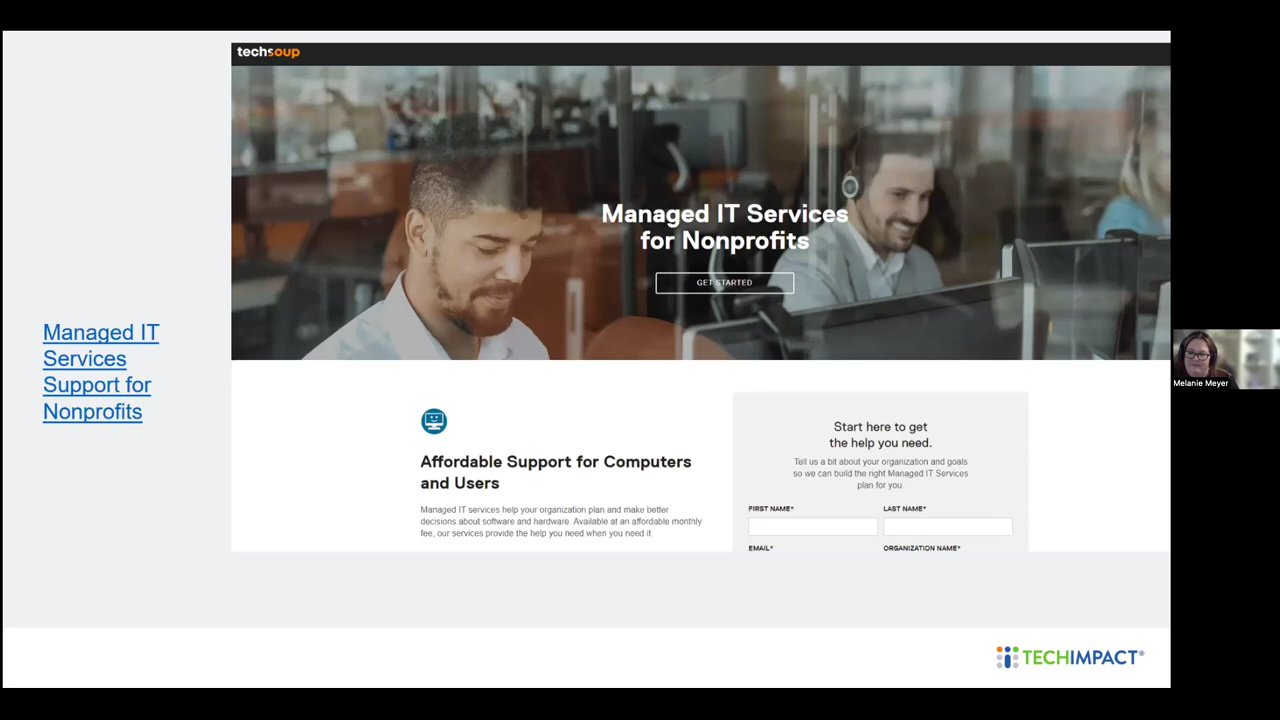 techsoup
Managed IT Services
for Nonprofits
GET STARTED
Managed IT
Services
Support for
Nonprofits
Affordable Support for Computers
and Users
Managed IT services help your organization plan and make better
decisions about software and hardware. Available at an affordable monthly
fee, our services provide the help you need when you need it.
Start here to get
the help you need.
Tell us a bit about your organization and goals
so we can build the right Managed IT Services
plan for you.
FIRST NAME* LAST NAME*
EMAIL* ORGANIZATION NAME*
Melanie Meyer
TECHIMPACT®